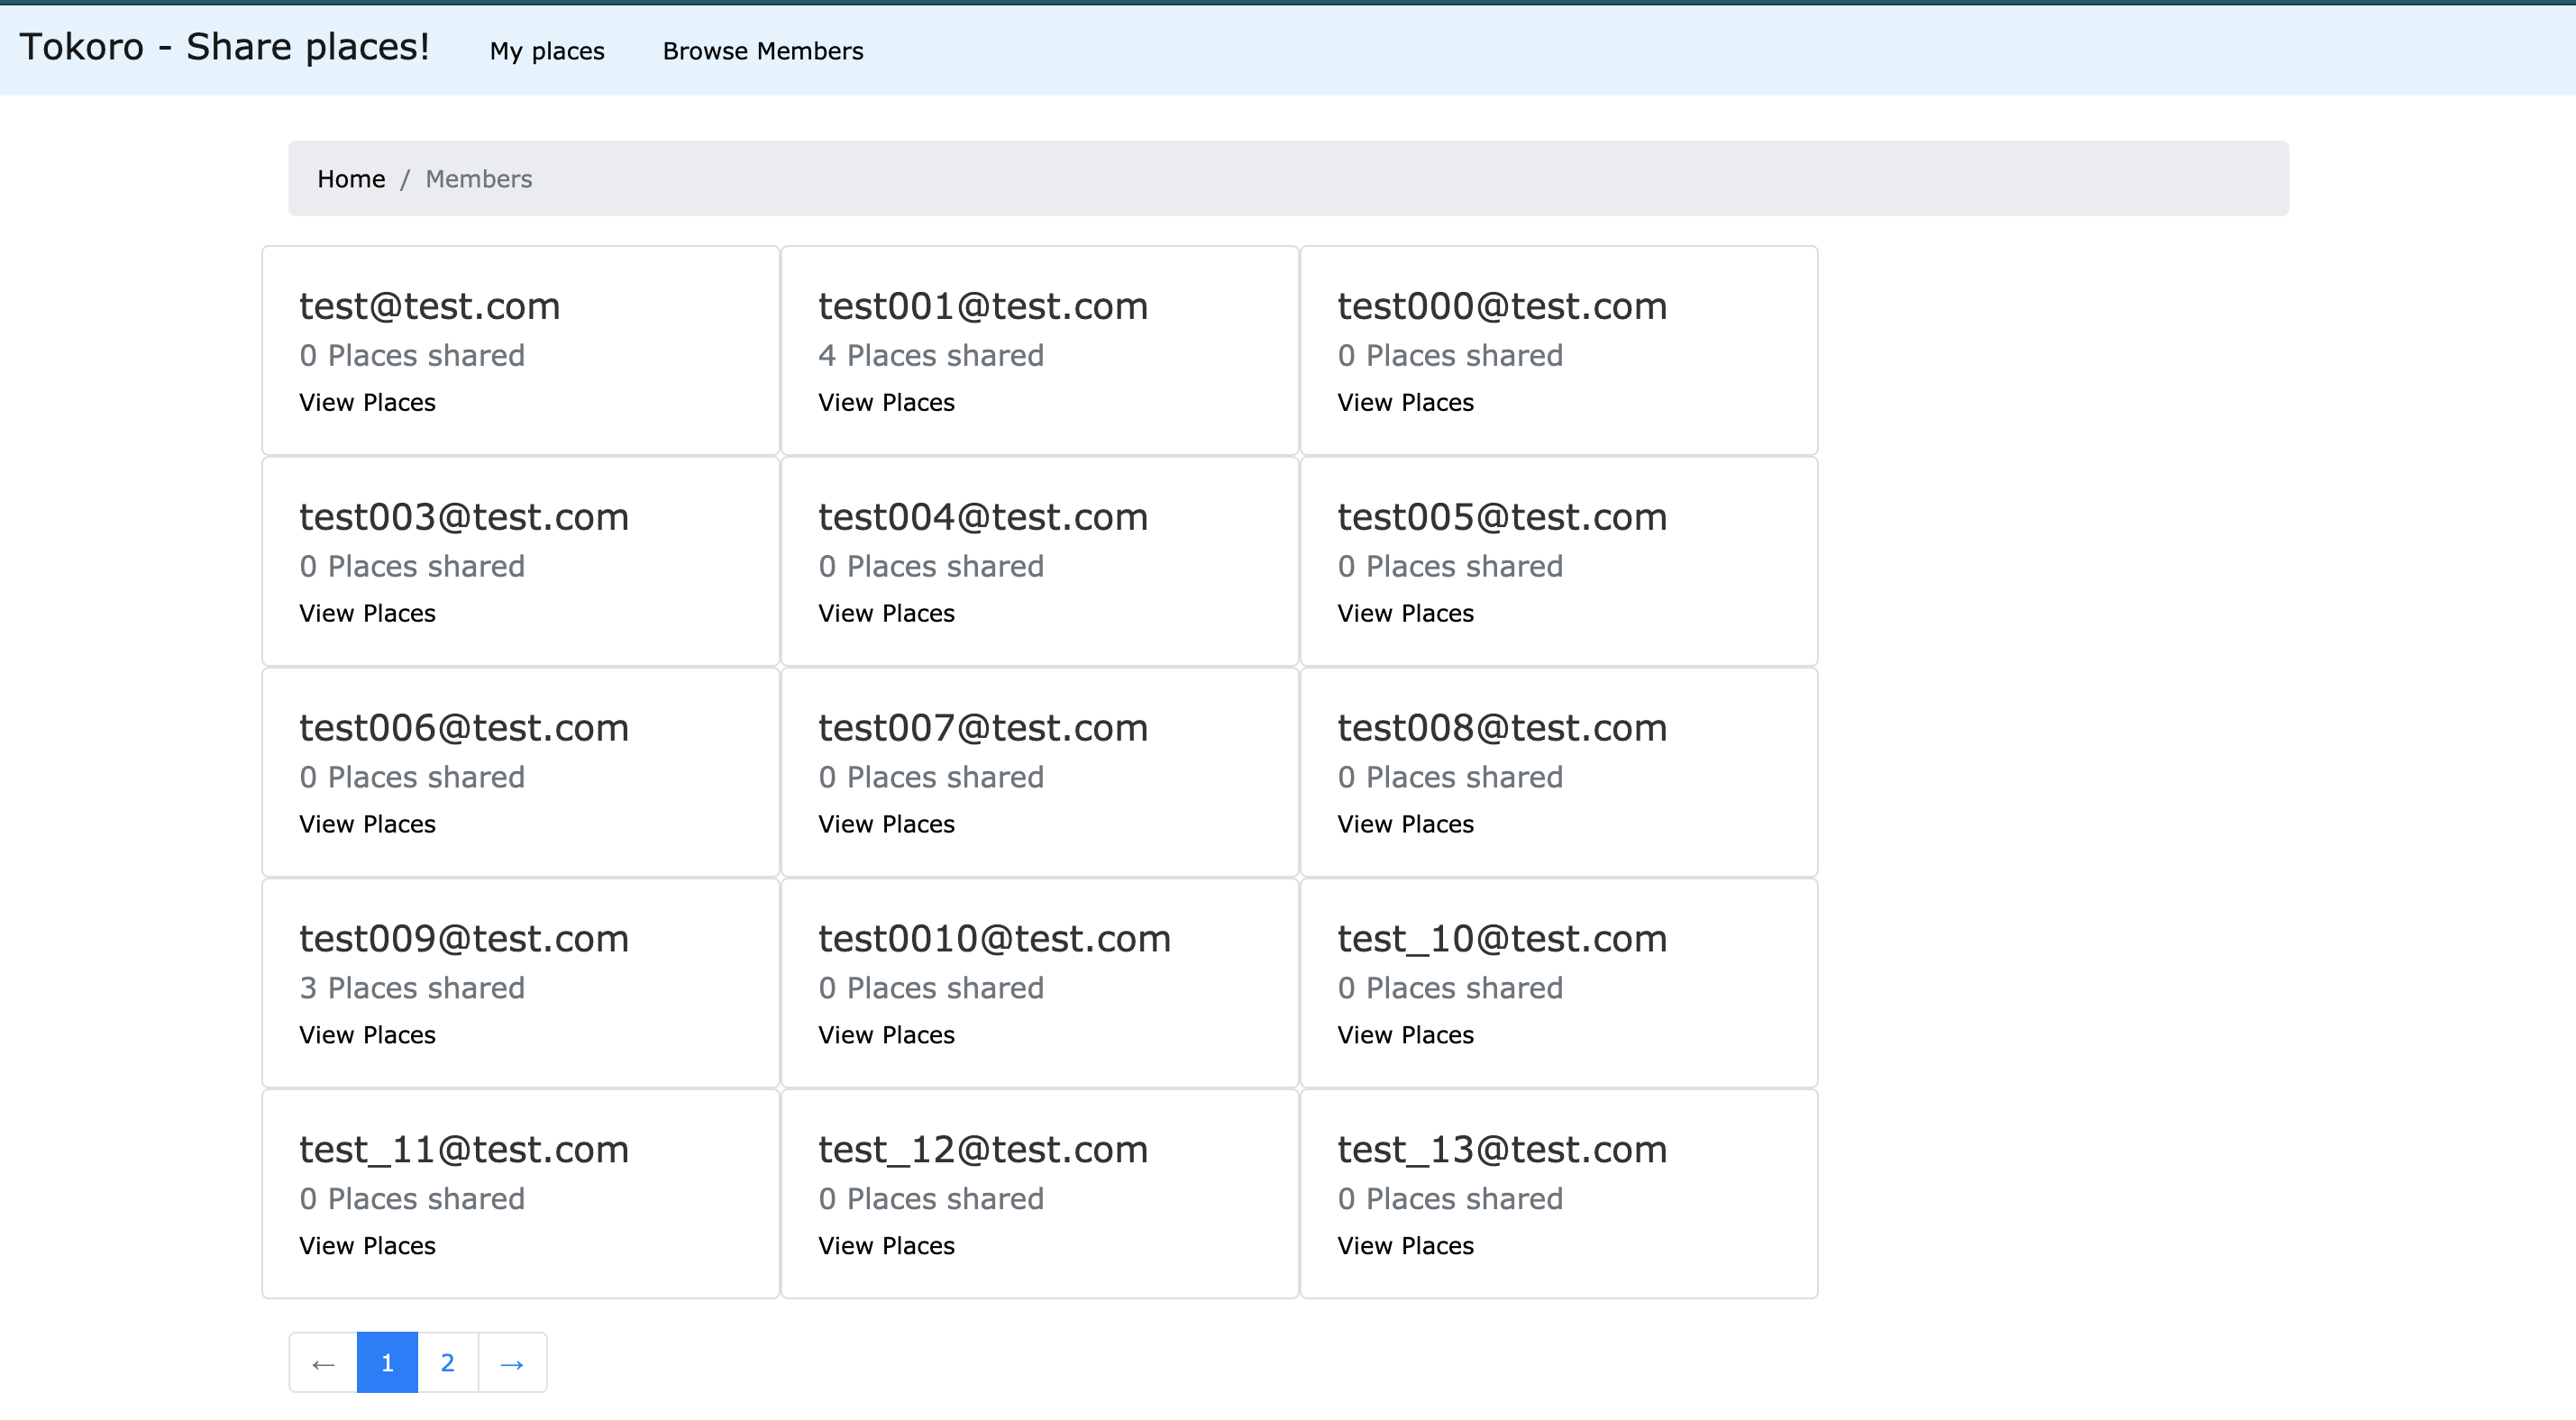 Tokoro - Share places! My places Browse Members
Home / Members
test@test.com
0 Places shared
View Places
test001@test.com
4 Places shared
View Places
test000@test.com
0 Places shared
View Places
test003@test.com
0 Places shared
View Places
test004@test.com
0 Places shared
View Places
test005@test.com
0 Places shared
View Places
test006@test.com
0 Places shared
View Places
test007@test.com
0 Places shared
View Places
test008@test.com
0 Places shared
View Places
test009@test.com
3 Places shared
View Places
test0010@test.com
0 Places shared
View Places
test_10@test.com
0 Places shared
View Places
test_11@test.com
0 Places shared
View Places
test_12@test.com
0 Places shared
View Places
test_13@test.com
0 Places shared
View Places
← 1 2 →